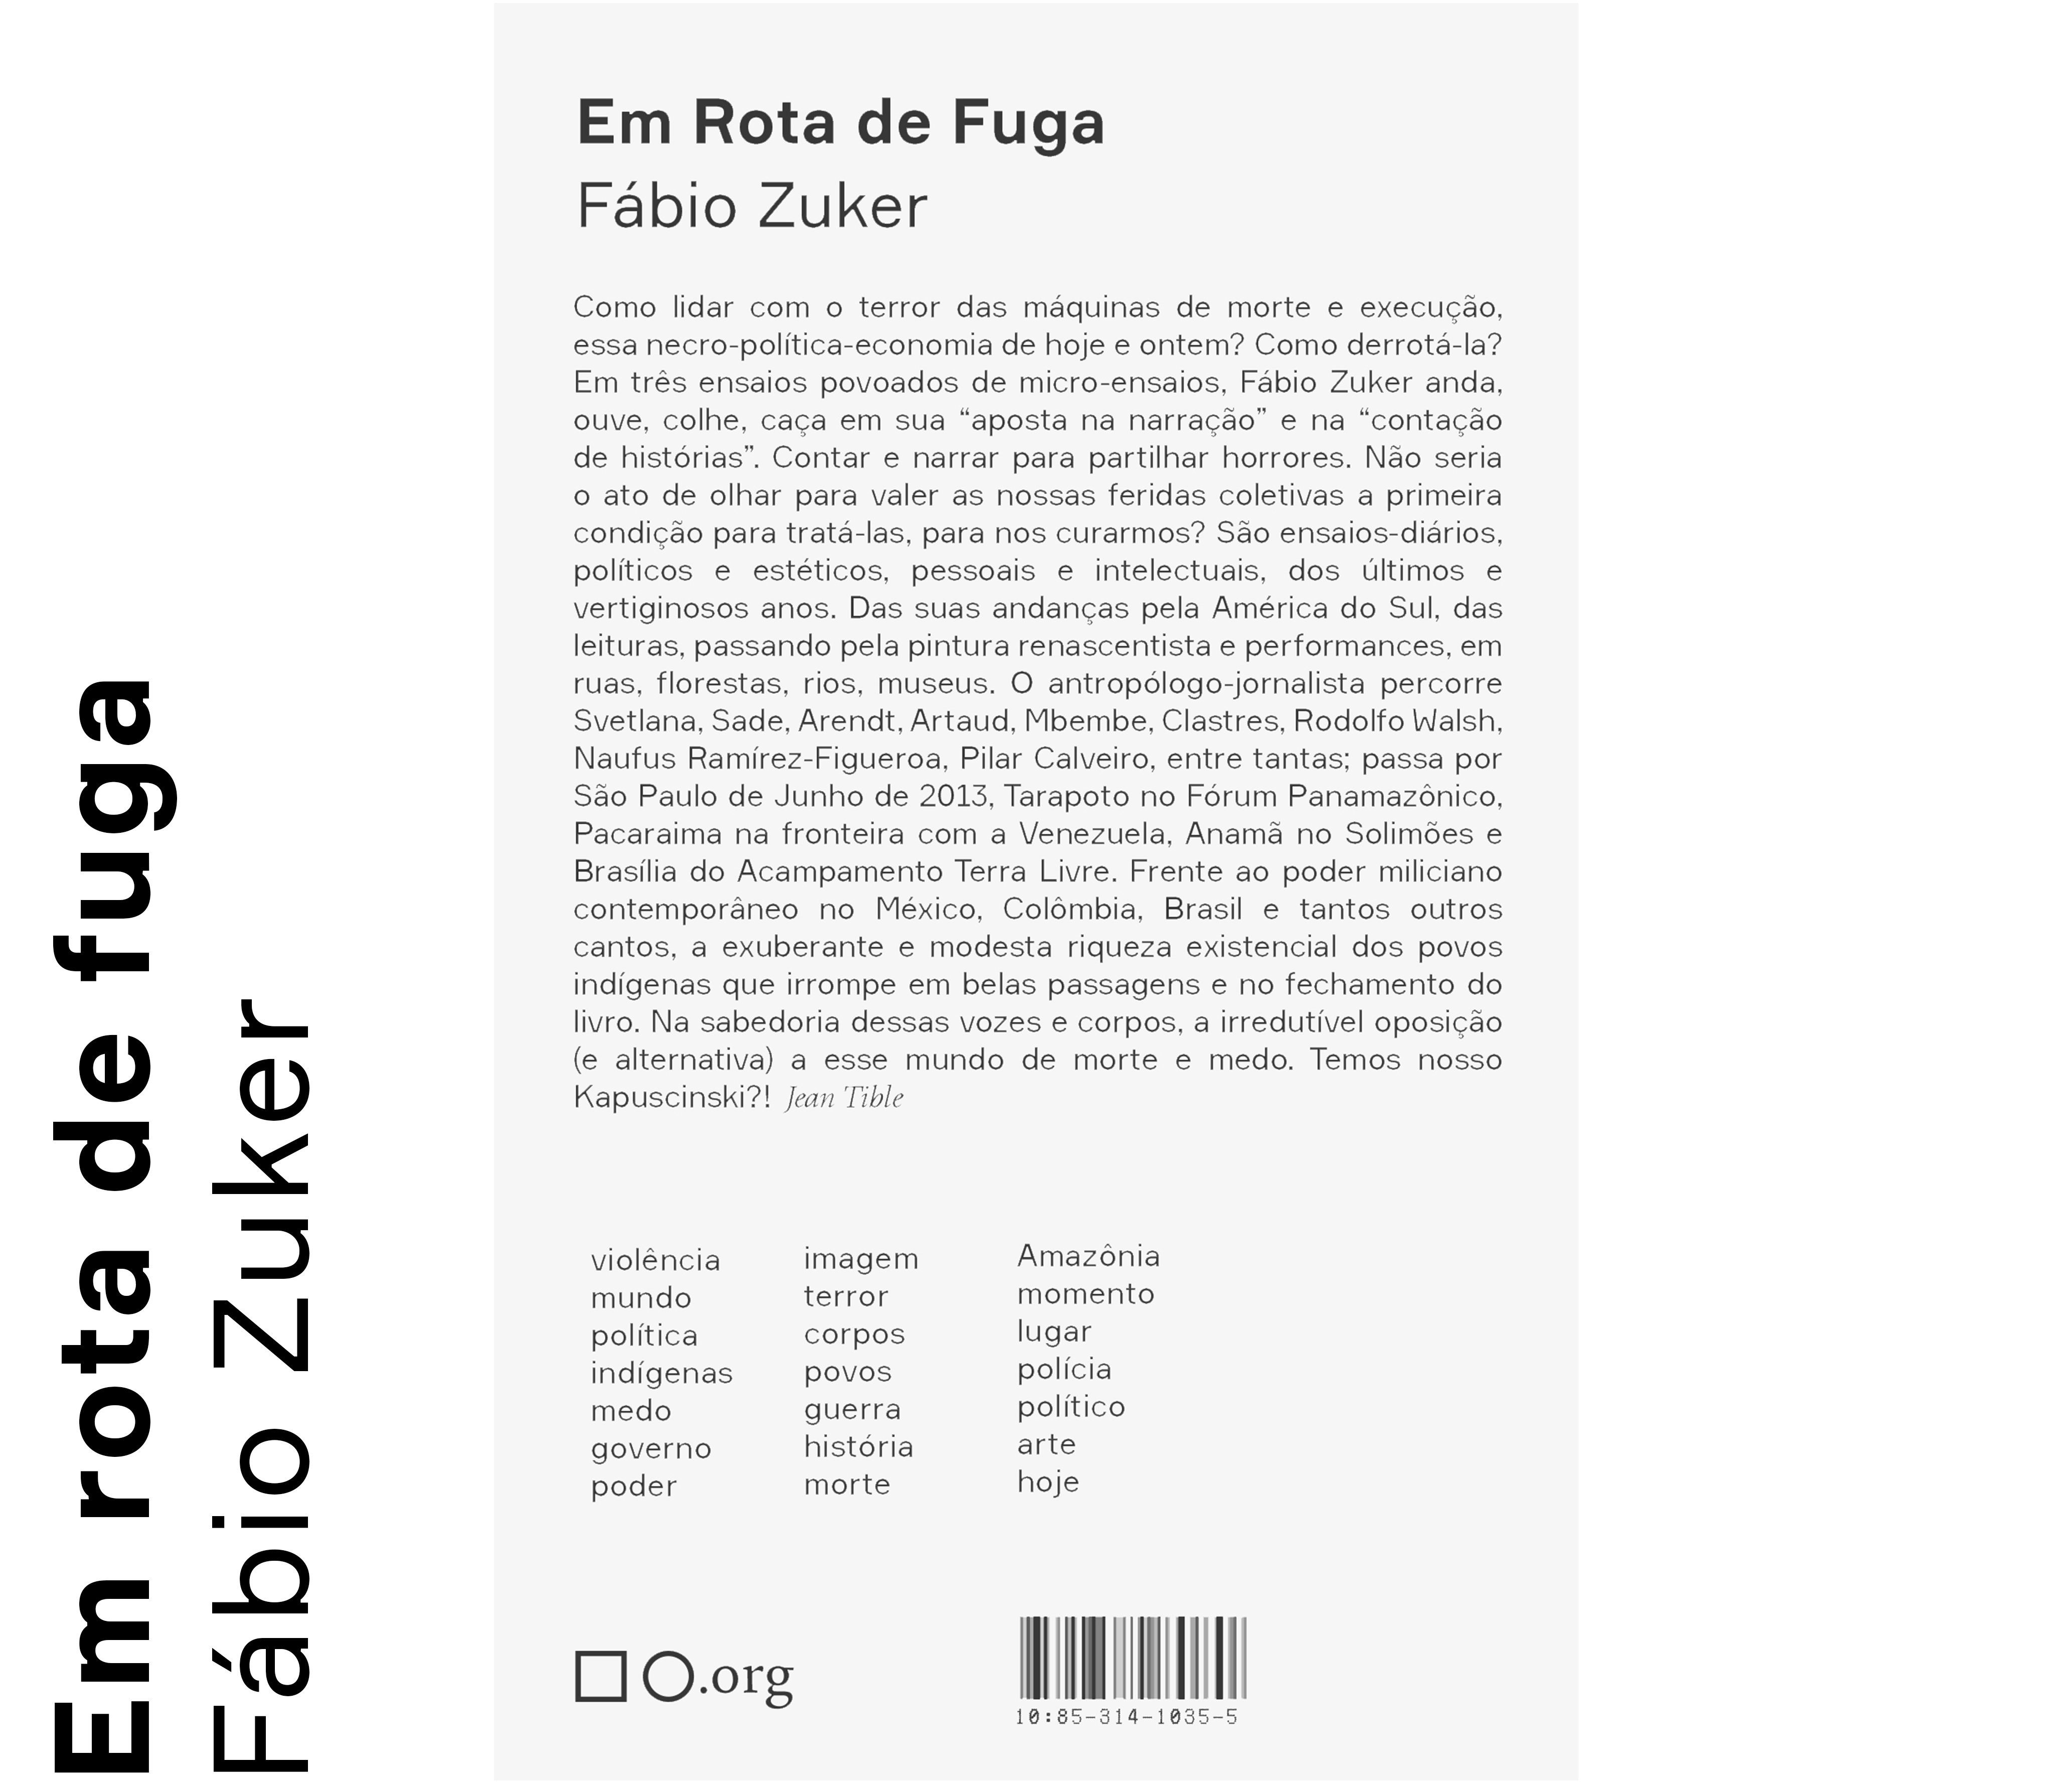 Em rota de fuga
Fábio Zuker
Em Rota de Fuga
Fábio Zuker
Como lidar com o terror das máquinas de morte e execução,
essa necro-política-economia de hoje e ontem? Como derrotá-la?
Em três ensaios povoados de micro-ensaios, Fábio Zuker anda,
ouve, colhe, caça em sua “aposta na narração” e na “contação
de histórias”. Contar e narrar para partilhar horrores. Não seria
o ato de olhar para valer as nossas feridas coletivas a primeira
condição para tratá-las, para nos curarmos? São ensaios-diários,
políticos e estéticos, pessoais e intelectuais, dos últimos e
vertiginosos anos. Das suas andanças pela América do Sul, das
leituras, passando pela pintura renascentista e performances, em
ruas, florestas, rios, museus. O antropólogo-jornalista percorre
Svetlana, Sade, Arendt, Artaud, Mbembe, Clastres, Rodolfo Walsh,
Naufus Ramírez-Figueroa, Pilar Calveiro, entre tantas; passa por
São Paulo de Junho de 2013, Tarapoto no Fórum Panamazônico,
Pacaraima na fronteira com a Venezuela, Anamã no Solimões e
Brasília do Acampamento Terra Livre. Frente ao poder miliciano
contemporâneo no México, Colômbia, Brasil e tantos outros
cantos, a exuberante e modesta riqueza existencial dos povos
indígenas que irrompe em belas passagens e no fechamento do
livro. Na sabedoria dessas vozes e corpos, a irredutível oposição
(e alternativa) a esse mundo de morte e medo. Temos nosso
Kapuscinski?! Jean Tible
violência
mundo
política
indígenas
medo
governo
poder
imagem
terror
corpos
povos
guerra
história
morte
Amazônia
momento
lugar
polícia
político
arte
hoje
.org
10:85-314-1035-5